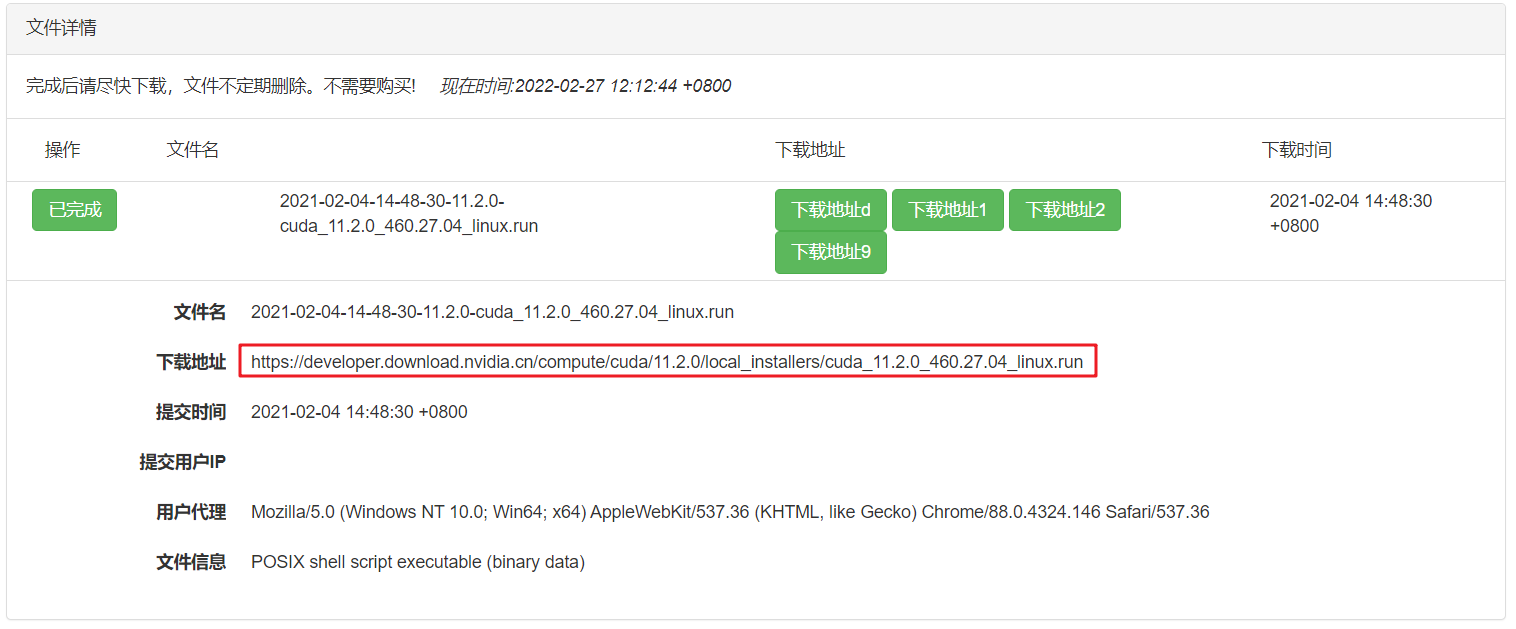 文件详情
完成后请尽快下载，文件不定期删除。不需要购买! 现在时间:2022-02-27 12:12:44 +0800
操作 文件名 下载地址 下载时间
已完成 2021-02-04-14-48-30-11.2.0- 下载地址d 下载地址1 下载地址2 2021-02-04 14:48:30
cuda_11.2.0_460.27.04_linux.run +0800
下载地址9
文件名 2021-02-04-14-48-30-11.2.0-cuda_11.2.0_460.27.04_linux.run
下载地址 https://developer.download.nvidia.cn/compute/cuda/11.2.0/local_installers/cuda_11.2.0_460.27.04_linux.run
提交时间 2021-02-04 14:48:30 +0800
提交用户IP
用户代理 Mozilla/5.0 (Windows NT 10.0; Win64; x64) AppleWebKit/537.36 (KHTML, like Gecko) Chrome/88.0.4324.146 Safari/537.36
文件信息 POSIX shell script executable (binary data)